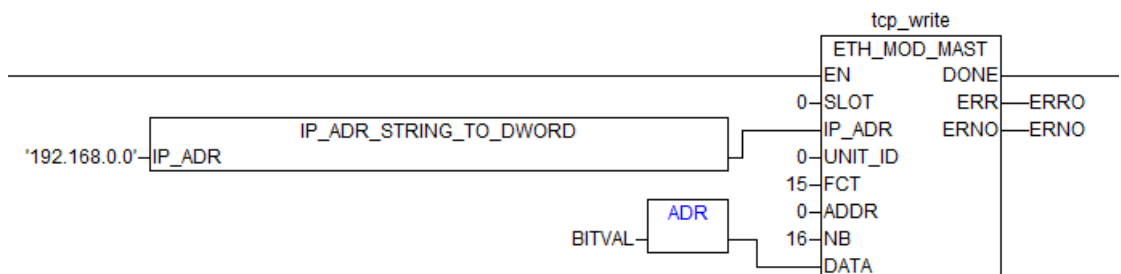 tcp_write
ETH_MOD_MAST
EN DONE
0 SLOT ERR ERRO
IP_ADR_STRING_TO_DWORD
IP_ADR ERNO ERNO
'192.168.0.0' IP_ADR
0 UNIT_ID
15 FCT
ADR
0 ADDR
BITVAL
16 NB
DATA